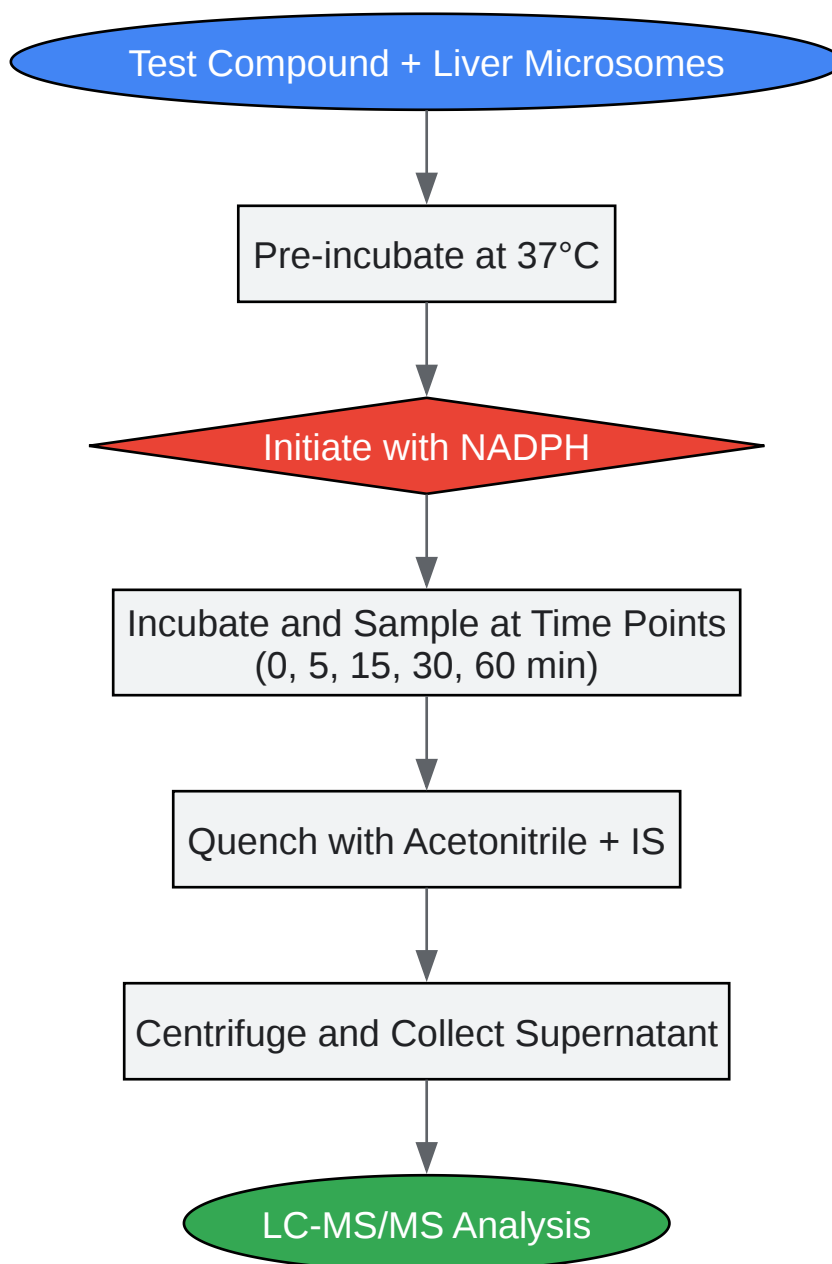 Test Compound + Liver Microsomes
Pre-incubate at 37°C
Initiate with NADPH
Incubate and Sample at Time Points
(0, 5, 15, 30, 60 min)
Quench with Acetonitrile + IS
Centrifuge and Collect Supernatant
LC-MS/MS Analysis